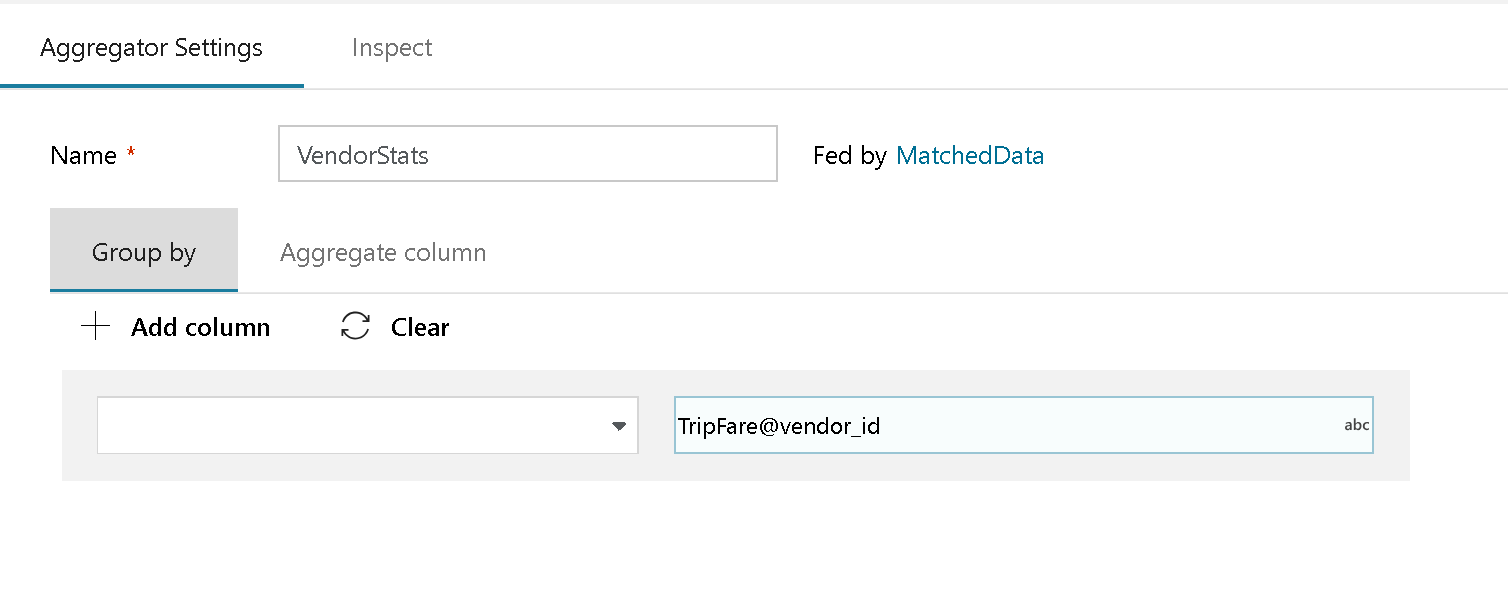 Aggregator Settings Inspect
Name * VendorStats Fed by MatchedData
Group by Aggregate column
Add column Clear
TripFare@vendor_id abc